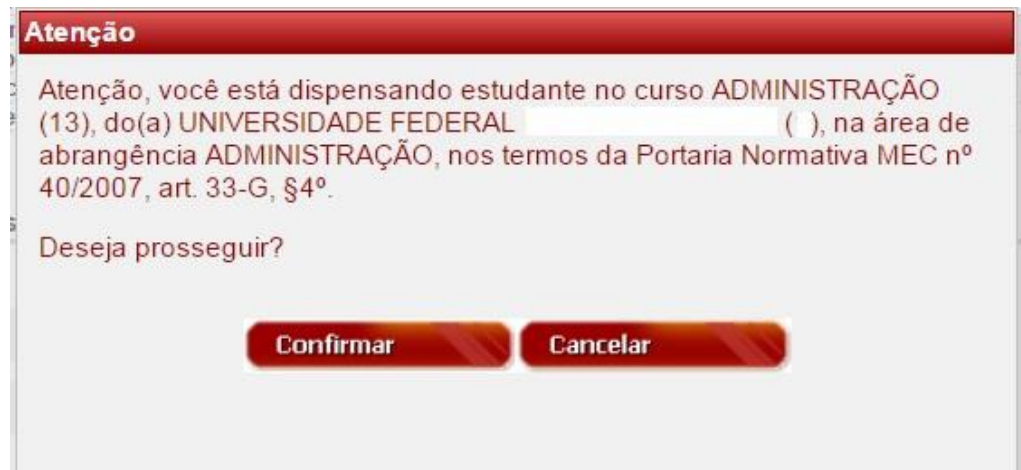 Atenção
Atenção, você está dispensando estudante no curso ADMINISTRAÇÃO
(13), do(a) UNIVERSIDADE FEDERAL ( ), na área de
abrangência ADMINISTRAÇÃO, nos termos da Portaria Normativa MEC nº
40/2007, art. 33-G, §4º.
Deseja prosseguir?
Confirmar Cancelar